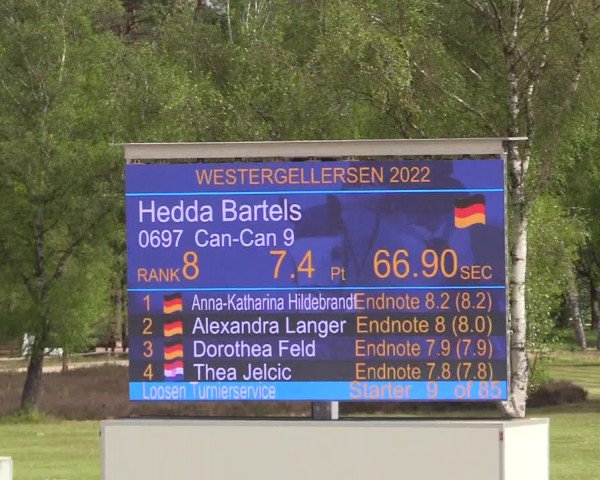 WESTERGELLERSEN 2022
Hedda Bartels
0697 Can-Can 9
RANK 8 7.4 Pt 66.90 SEC
1 Anna-Katharina Hildebrandt Endnote 8.2 (8.2)
2 Alexandra Langer Endnote 8 (8.0)
3 Dorothea Feld Endnote 7.9 (7.9)
4 Thea Jelcic Endnote 7.8 (7.8)
Loosen Turnierservice Starter 9 of 85